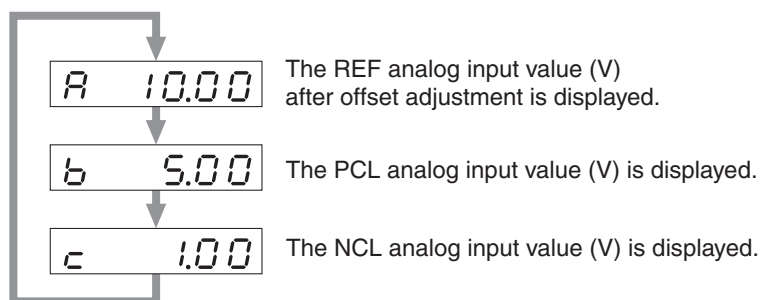 A 10.00
The REF analog input value (V)
after offset adjustment is displayed.
b 5.00
The PCL analog input value (V) is displayed.
c 1.00
The NCL analog input value (V) is displayed.